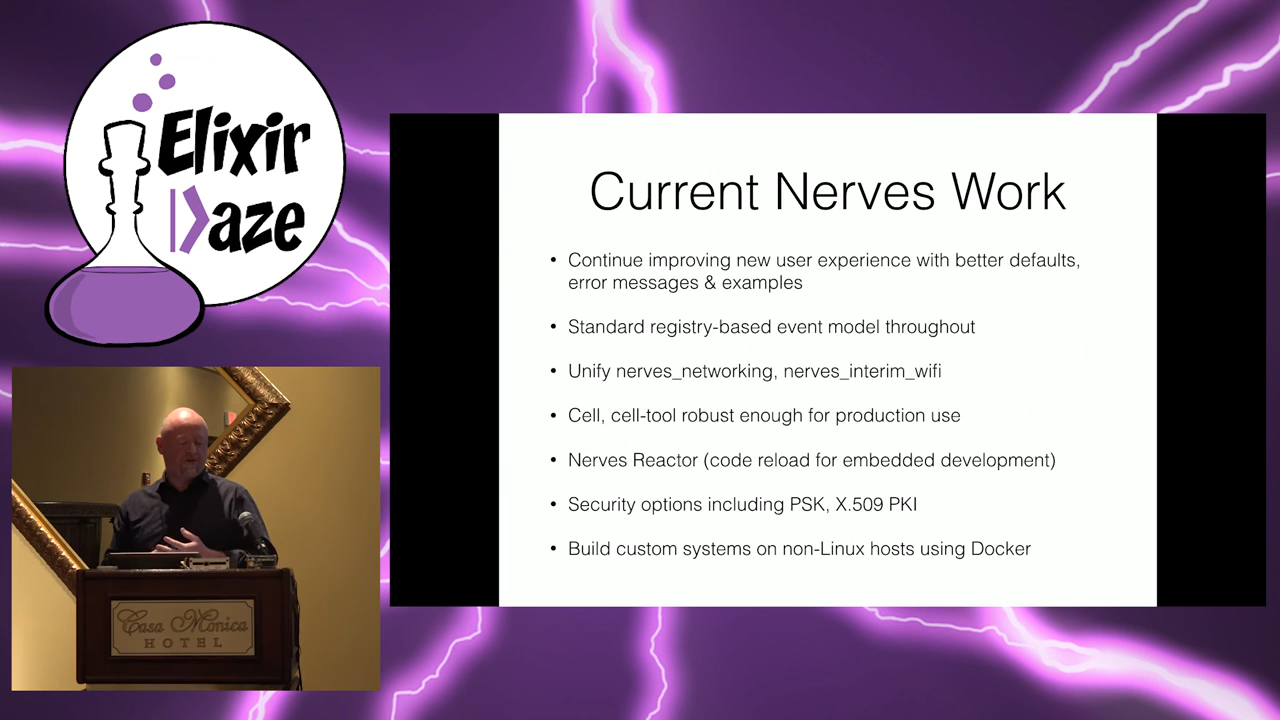 Elixir
Daze
Current Nerves Work
• Continue improving new user experience with better defaults,
error messages & examples
• Standard registry-based event model throughout
• Unify nerves_networking, nerves_interim_wifi
• Cell, cell-tool robust enough for production use
• Nerves Reactor (code reload for embedded development)
• Security options including PSK, X.509 PKI
• Build custom systems on non-Linux hosts using Docker
Casa Monica
HOTEL